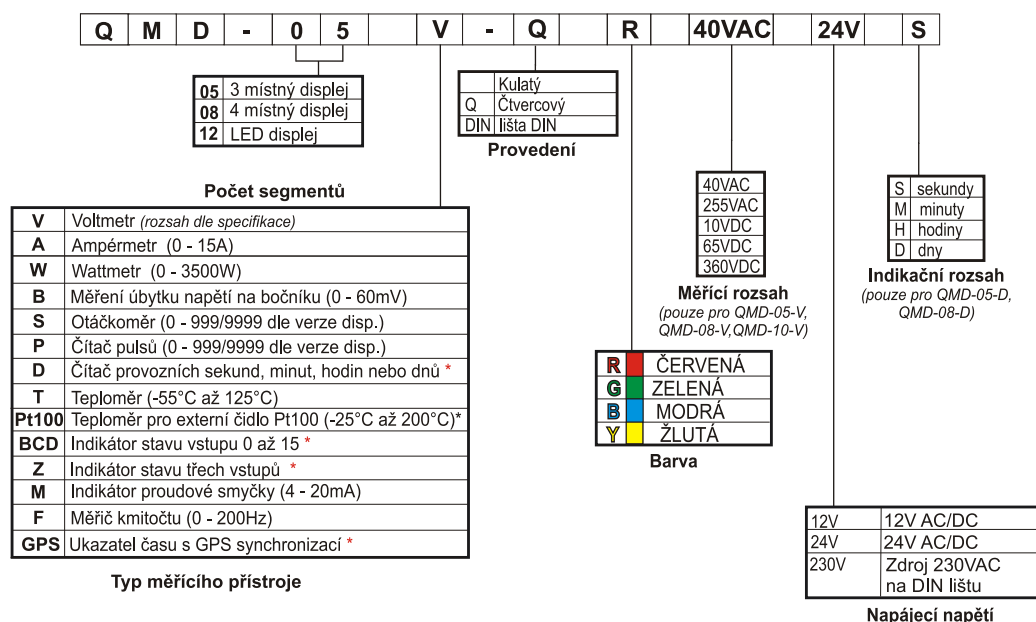 Q M D - 0 5 V - Q R 40VAC 24V S
05 3 místný displej
08 4 místný displej
12 LED displej
Počet segmentů
Kulatý
Q Čtvercový
DIN lišta DIN
Provedení
V Voltmetr (rozsah dle specifikace)
A Ampérmetr (0 - 15A)
W Wattmetr (0 - 3500W)
B Měření úbytku napětí na bočníku (0 - 60mV)
S Otáčkoměr (0 - 999/9999 dle verze disp.)
P Čítač pulsů (0 - 999/9999 dle verze disp.)
D Čítač provozních sekund, minut, hodin nebo dnů *
T Teploměr (-55°C až 125°C)
Pt100 Teploměr pro externí čidlo Pt100 (-25°C až 200°C)*
BCD Indikátor stavu vstupu 0 až 15 *
Z Indikátor stavu třech vstupů *
M Indikátor proudové smyčky (4 - 20mA)
F Měřič kmitočtu (0 - 200Hz)
GPS Ukazatel času s GPS synchronizací *
Typ měřícího přístroje
40VAC
255VAC
10VDC
65VDC
360VDC
Měřící rozsah
(pouze pro QMD-05-V,
QMD-08-V,QMD-10-V)
S sekundy
M minuty
H hodiny
D dny
Indikační rozsah
(pouze pro QMD-05-D,
QMD-08-D)
R ČERVENÁ
G ZELENÁ
B MODRÁ
Y ŽLUTÁ
Barva
12V 12V AC/DC
24V 24V AC/DC
230V Zdroj 230VAC
na DIN lištu
Napájecí napětí